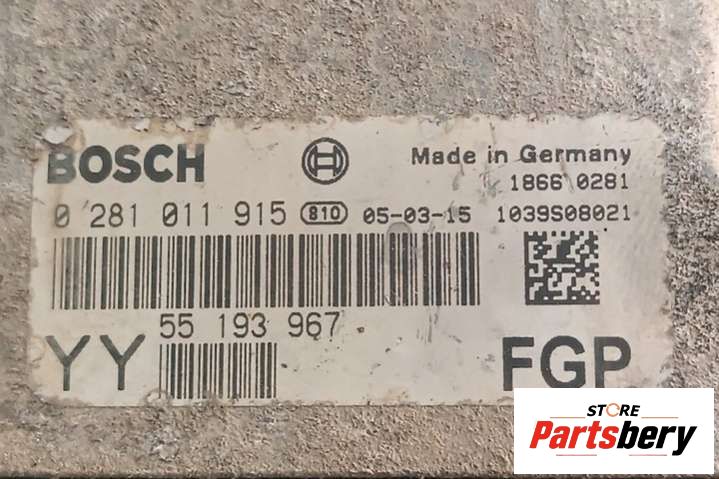 BOSCH Made in Germany
1866 0281
0 281 011 915 810 05-03-15 1039S08021
55 193 967
YY FGP
STORE
Partsbery